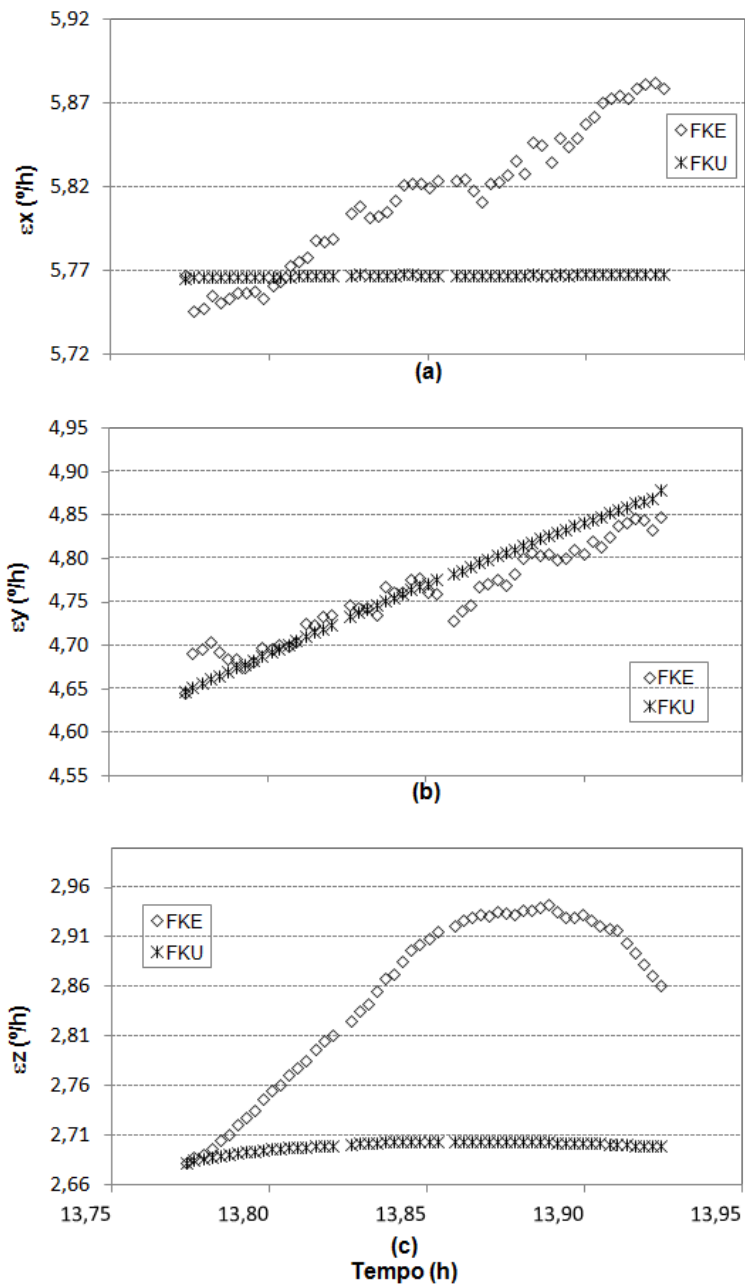 5,92
5,87
5,82
5,77
5,72
εx (º/h)
FKE
FKU
(a)
4,95
4,90
4,85
4,80
4,75
4,70
4,65
4,60
4,55
εy (º/h)
FKE
FKU
(b)
2,96
2,91
2,86
2,81
2,76
2,71
2,66
εz (º/h)
FKE
FKU
13,75 13,80 13,85 13,90 13,95
(c)
Tempo (h)